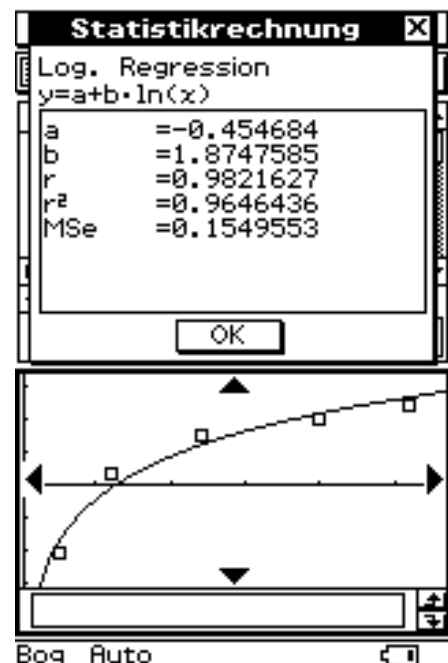 Statistikrechnung
Log. Regression
y=a+b·ln(x)
a =-0.454684
b =1.8747585
r =0.9821627
r² =0.9646436
MSe =0.1549553
OK
Bog Auto